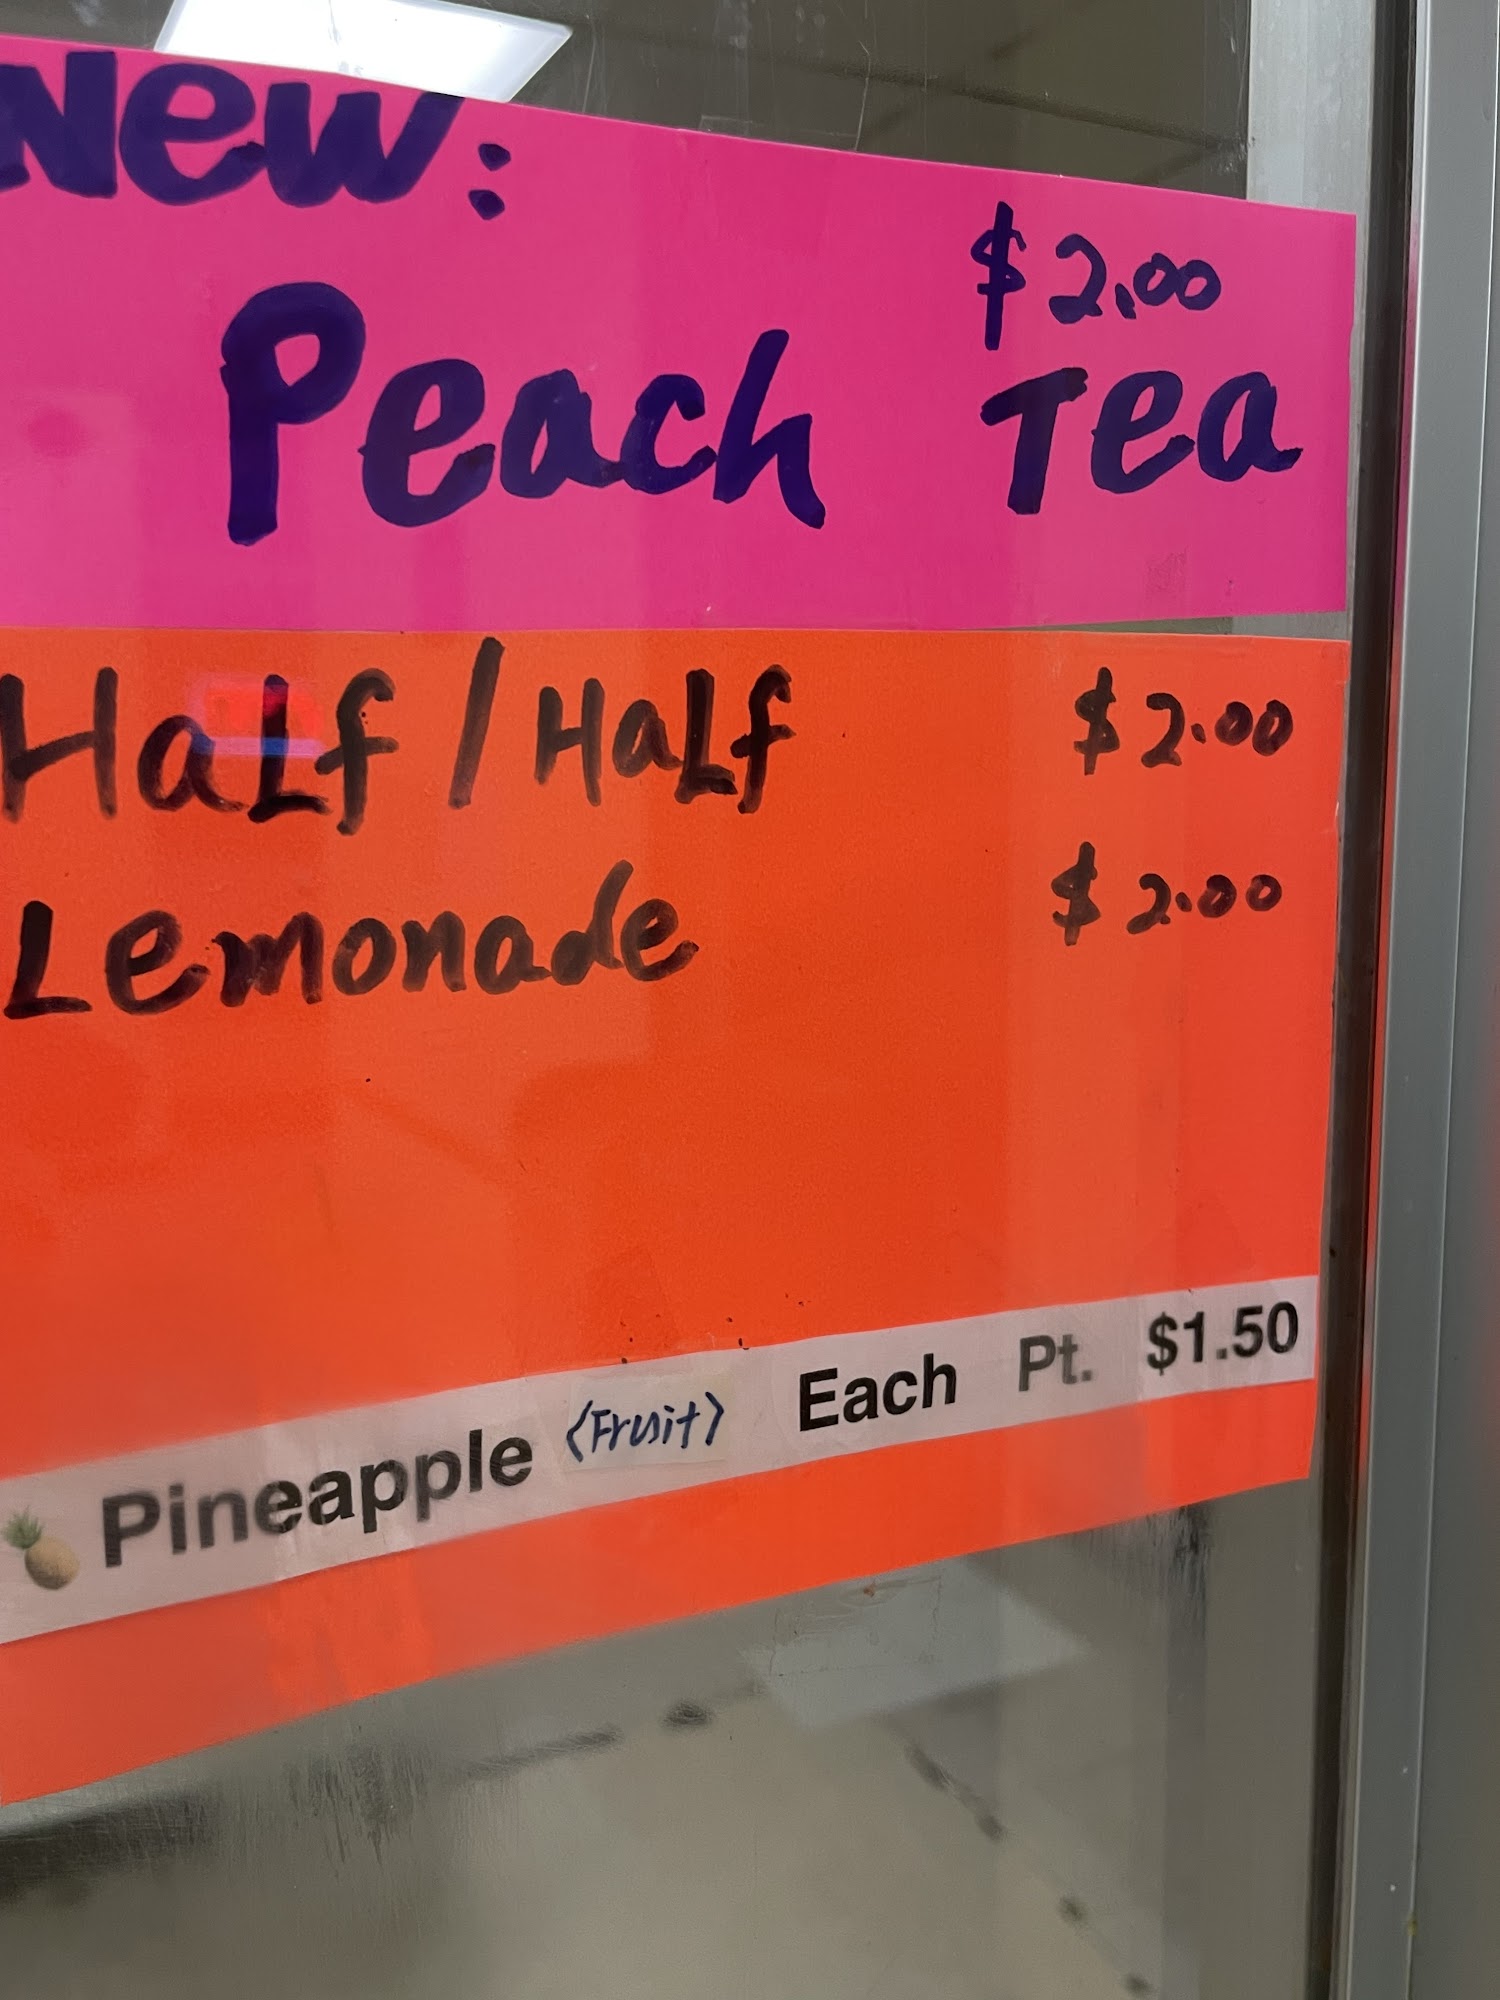 New:
$2.00
Peach Tea
HaLf/HaLf $2.00
Lemonade $2.00
Pineapple <Fruit> Each Pt. $1.50